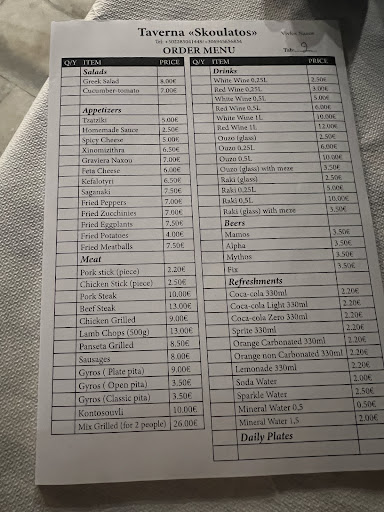 Taverna «Skoulatos»
ORDER MENU
Q/Y ITEM PRICE
Salads
Greek Salad 8.00€
Cucumber-tomato 7.00€
Appetizers
Tzatziki 5.00€
Homemade Sauce 2.50€
Spicy Cheese 5.00€
Xinomizithra 6.50€
Graviera Naxou 7.00€
Feta Cheese 6.00€
Kefalotyri 6.50€
Saganaki 7.50€
Fried Peppers 7.00€
Fried Zucchinies 7.00€
Fried Eggplants 7.50€
Fried Potatoes 4.00€
Fried Meatballs 7.50€
Meat
Pork stick (piece) 2.20€
Chicken Stick (piece) 2.50€
Pork Steak 10.00€
Beef Steak 13.00€
Chicken Grilled 9.00€
Lamb Chops (500g) 13.00€
Panseta Grilled 8.50€
Sausages 8.00€
Gyros ( Plate pita) 9.00€
Gyros ( Open pita) 3.50€
Gyros (Classic pita) 3.50€
Kontosouvli 10.00€
Mix Grilled (for 2 people) 26.00€
Q/Y ITEM PRICE
Drinks
White Wine 0,25L 2.50€
Red Wine 0,25L 3.00€
White Wine 0,5L 5.00€
Red Wine 0,5L 6.00€
White Wine 1L 10.00€
Red Wine 1L 12.00€
Ouzo (glass) 2.50€
Ouzo 0.25L 6.00€
Ouzo 0.5L 10.00€
Ouzo (glass) with meze 3.50€
Raki (glass) 2.50€
Raki 0.25L 5.00€
Raki 0,5L 10.00€
Raki (glass) with meze 3.50€
Beers
Mamos 3.50€
Alpha 3.50€
Mythos 3.50€
Fix 3.50€
Refreshments
Coca-cola 330ml 2.20€
Coca-cola Light 330ml 2.20€
Coca-cola Zero 330ml 2.20€
Sprite 330ml 2.20€
Orange Carbonated 330ml 2.20€
Orange non Carbonated 330ml 2.20€
Lemonade 330ml 2.20€
Soda Water 2.00€
Sparkle Water 2.50€
Mineral Water 0,5 0.50€
Mineral Water 1,5 2.00€
Daily Plates